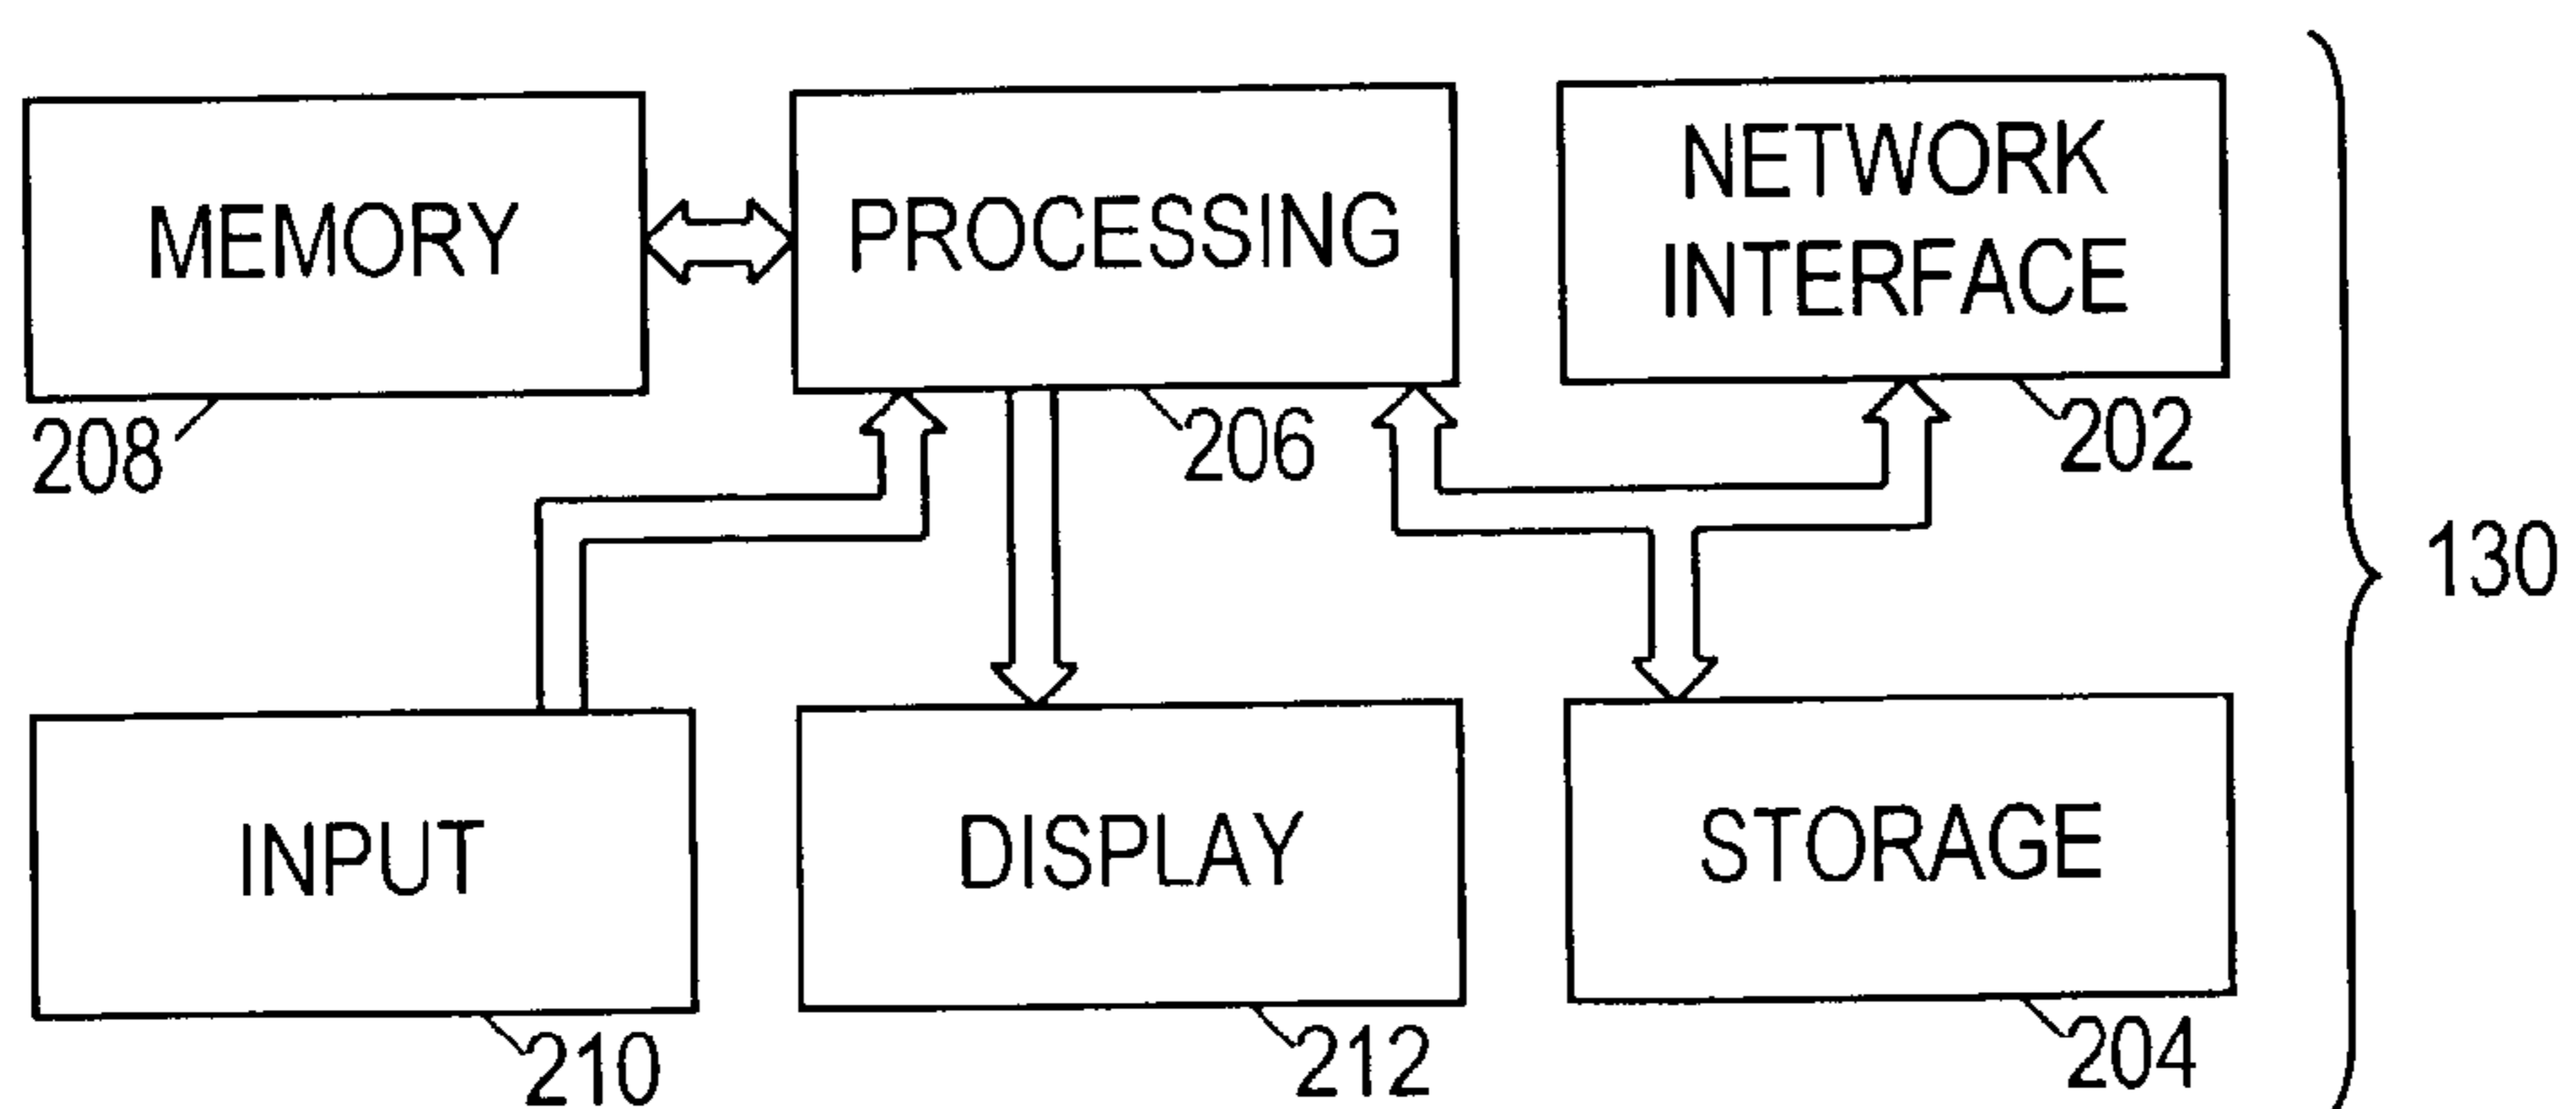 MEMORY
PROCESSING
NETWORK
INTERFACE
208
206
202
130
INPUT
DISPLAY
STORAGE
210
212
204